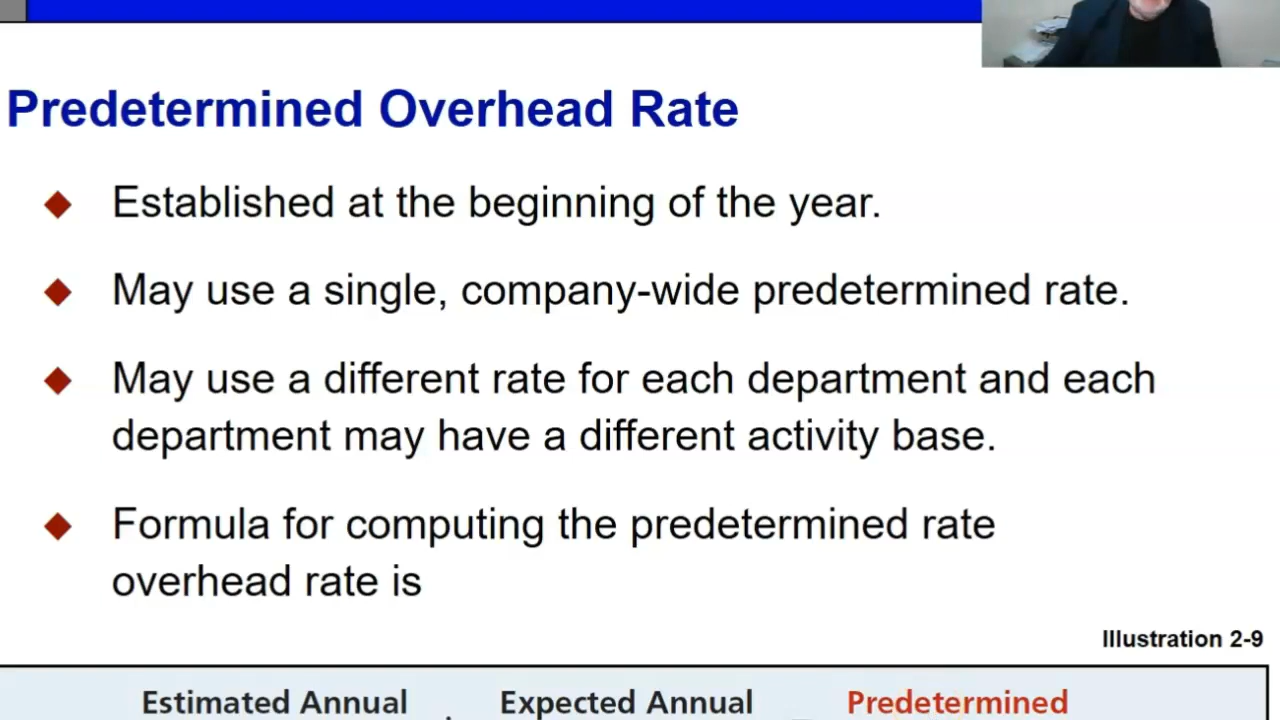 Predetermined Overhead Rate
Established at the beginning of the year.
May use a single, company-wide predetermined rate.
May use a different rate for each department and each
department may have a different activity base.
Formula for computing the predetermined rate
overhead rate is
Illustration 2-9
Estimated Annual Expected Annual Predetermined